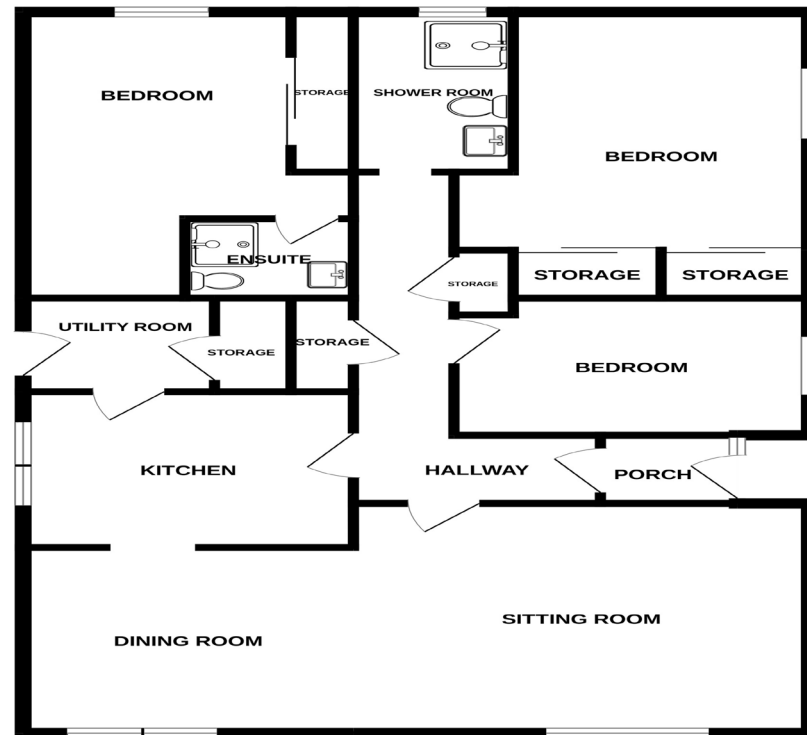 BEDROOM
STORAGE
SHOWER ROOM
BEDROOM
ENSUITE
STORAGE
STORAGE
STORAGE
UTILITY ROOM
STORAGE
STORAGE
BEDROOM
KITCHEN
HALLWAY
PORCH
DINING ROOM
SITTING ROOM